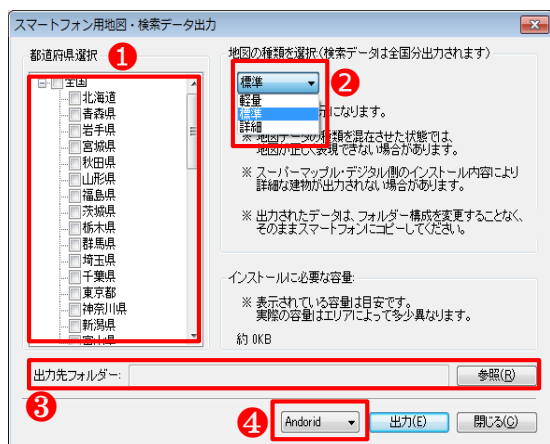 スマートフォン用地図・検索データ出力
都道府県選択
1
全国
北海道
青森県
岩手県
宮城県
秋田県
山形県
福島県
茨城県
栃木県
群馬県
埼玉県
千葉県
東京都
神奈川県
新潟県
富山県
地図の種類を選択:(検索データは全国分出力されます)
標準
2
軽量
標準
詳細
になります。
※ 地図データの種類を混在させた状態では、
地図が正しく表現できない場合があります。
※ スーパーマップル・デジタル側のインストール内容により
詳細な建物が出力されない場合があります。
※ 出力されたデータは、フォルダー構成を変更することなく、
そのままスマートフォンにコピーしてください。
インストールに必要な容量:
※ 表示されている容量は目安です。
実際の容量はエリアによって多少異なります。
約 0KB
出力先フォルダー:
参照(R)
3
4
Andorid
出力(E)
閉じる(C)